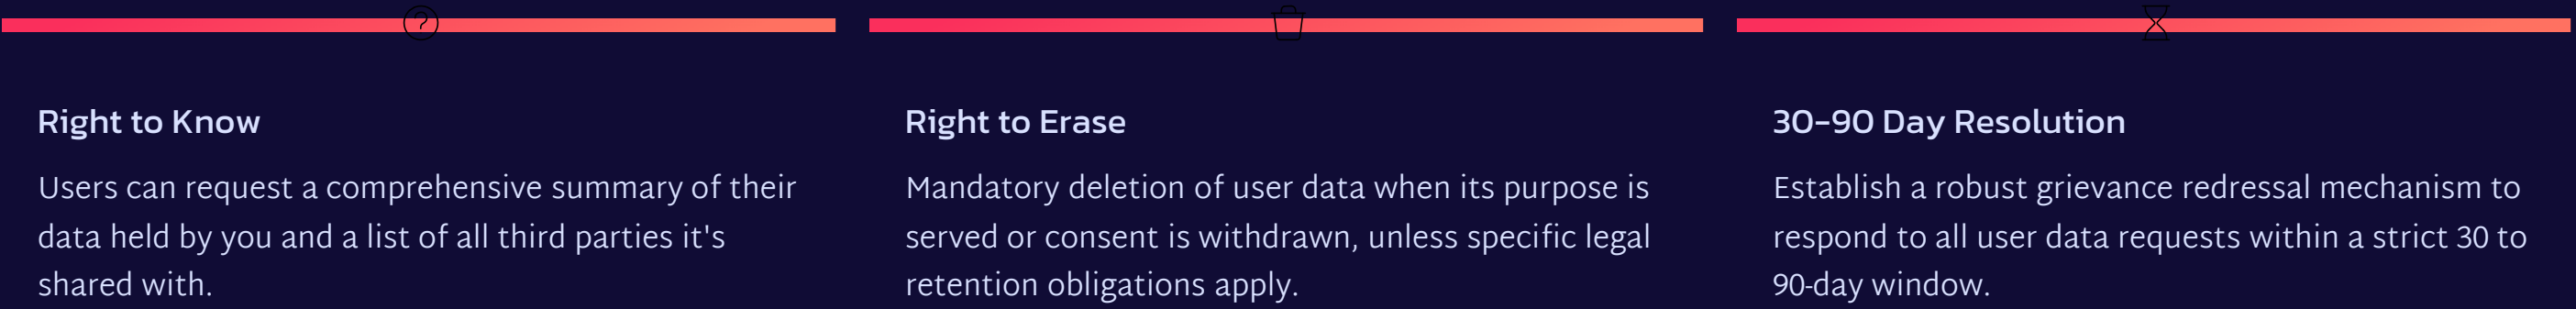 Right to Know
Users can request a comprehensive summary of their
data held by you and a list of all third parties it's
shared with.
Right to Erase
Mandatory deletion of user data when its purpose is
served or consent is withdrawn, unless specific legal
retention obligations apply.
30-90 Day Resolution
Establish a robust grievance redressal mechanism to
respond to all user data requests within a strict 30 to
90-day window.